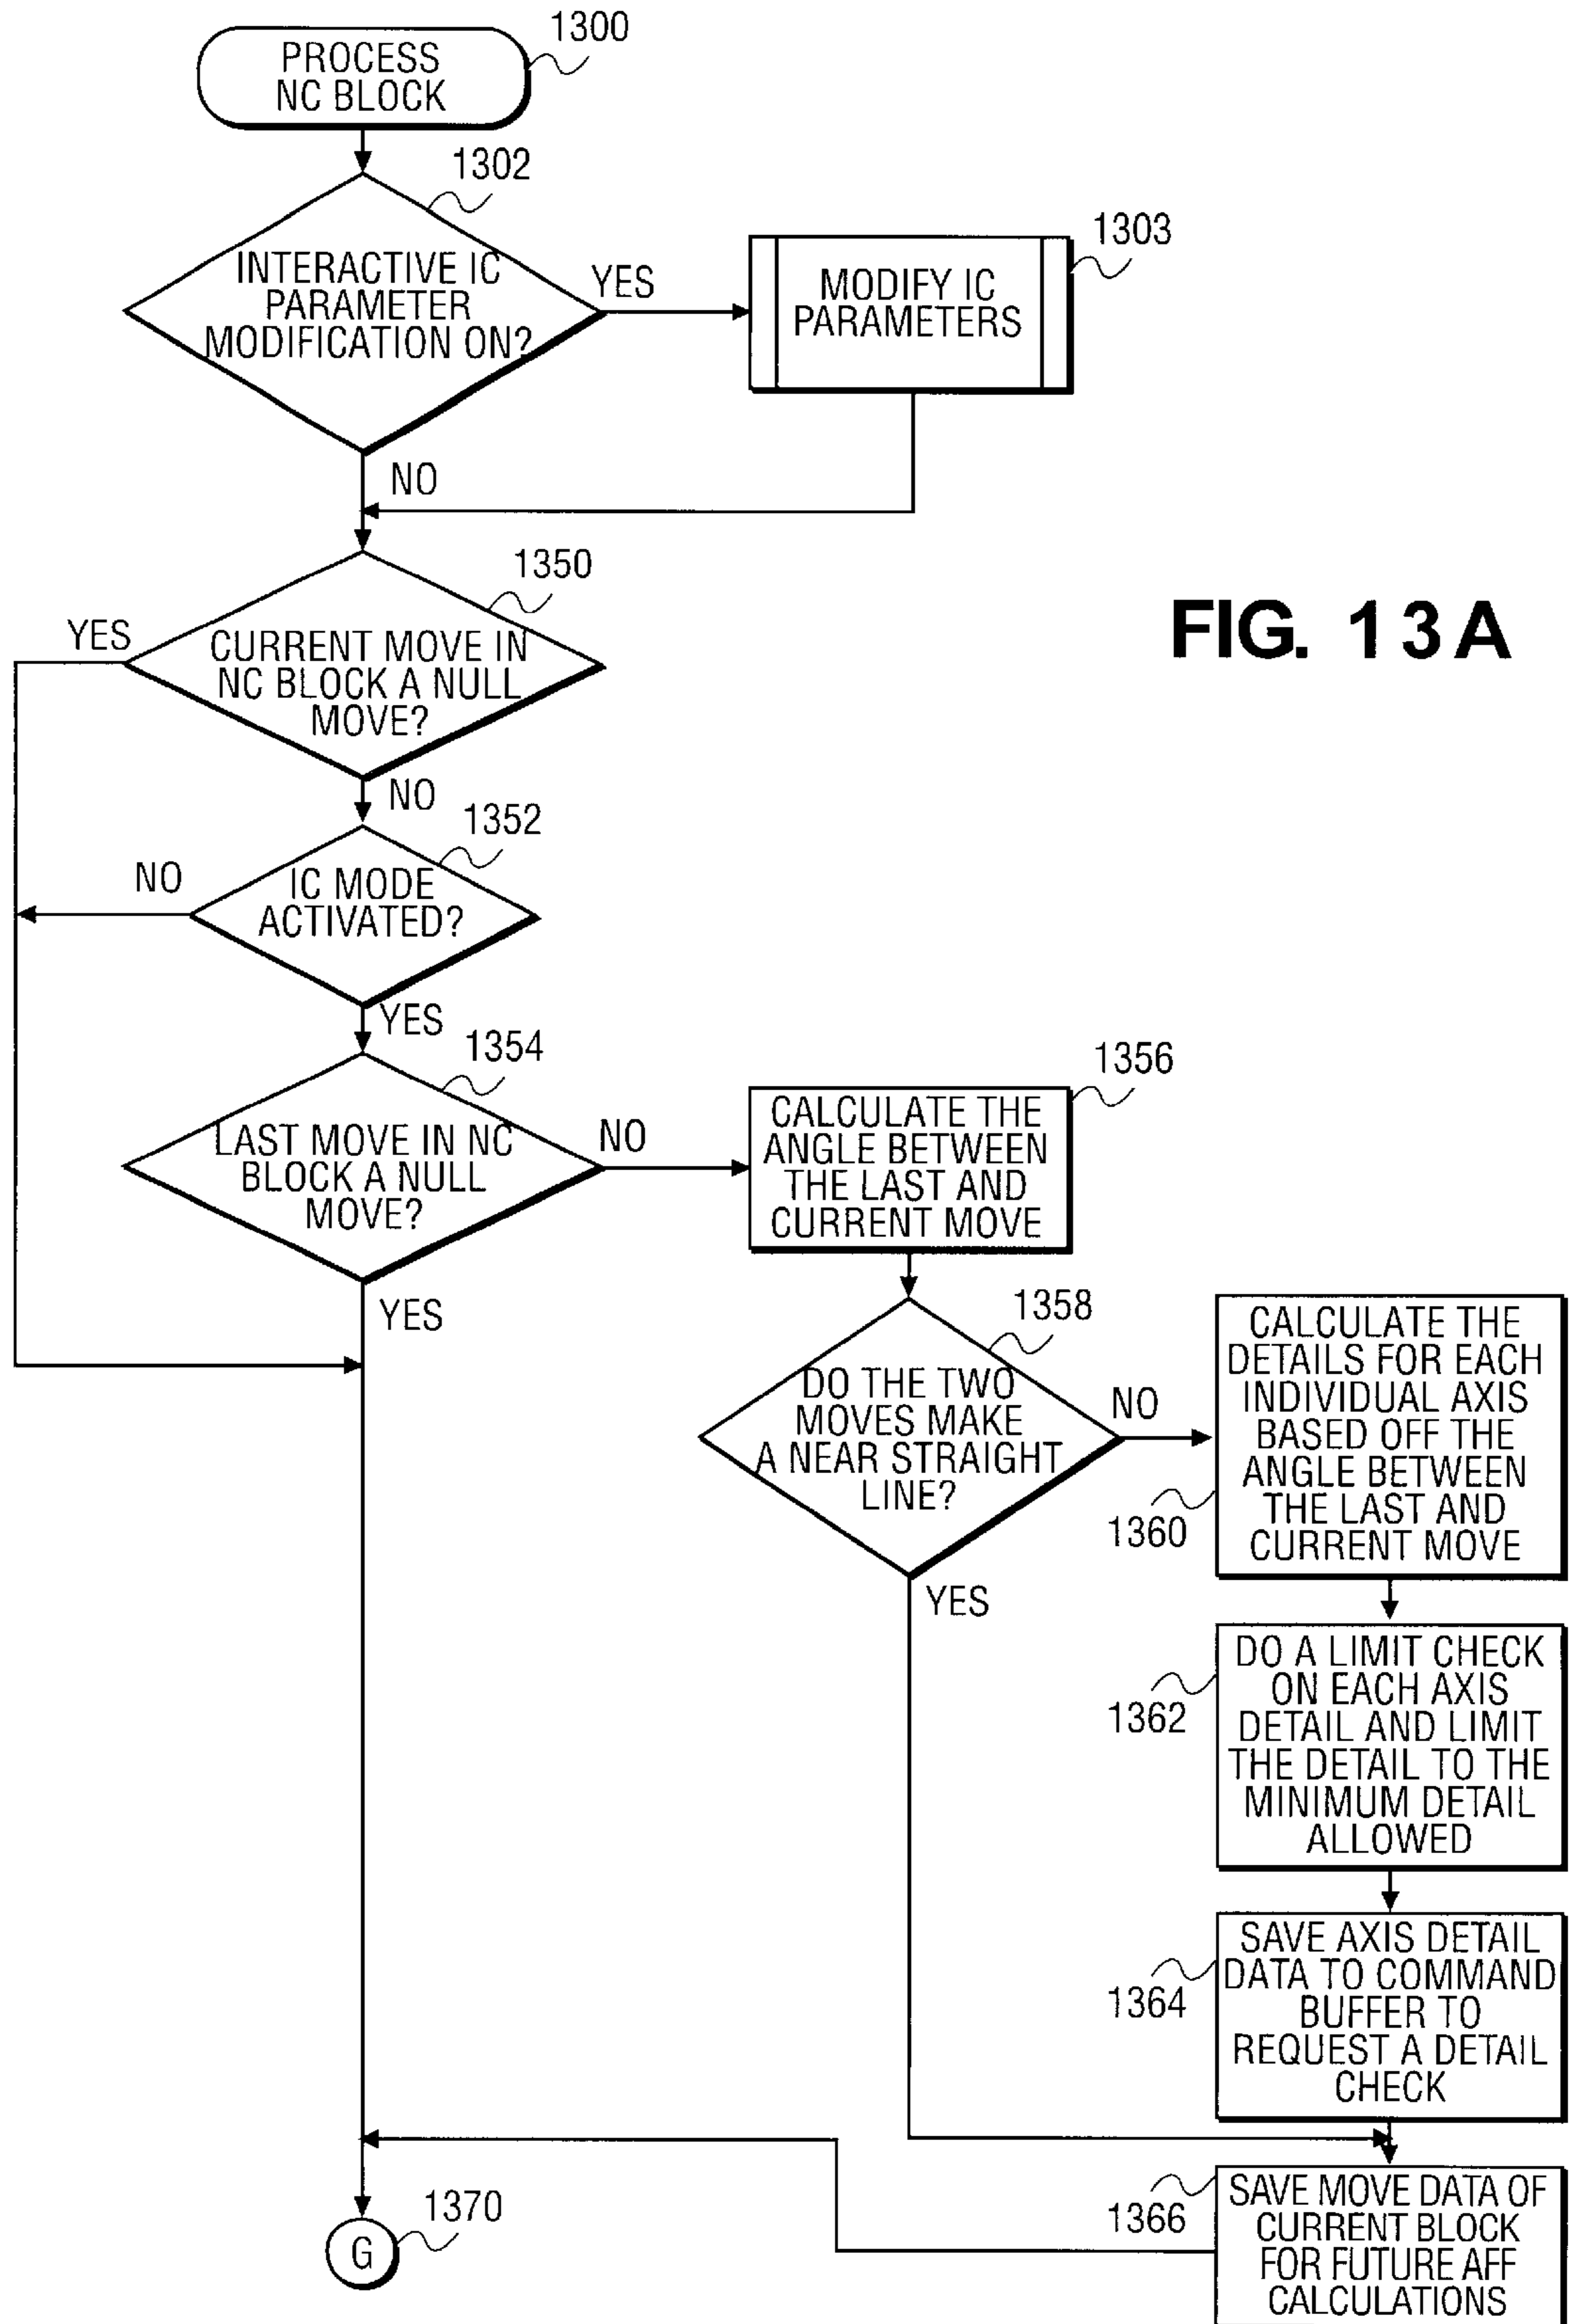 1300
PROCESS
NC BLOCK
1302
INTERACTIVE IC
PARAMETER
MODIFICATION ON?
YES
1303
MODIFY IC
PARAMETERS
NO
1350
YES
CURRENT MOVE IN
NC BLOCK A NULL
MOVE?
FIG. 13A
NO
1352
NO
IC MODE
ACTIVATED?
YES
1354
LAST MOVE IN NC
BLOCK A NULL
MOVE?
NO
1356
CALCULATE THE
ANGLE BETWEEN
THE LAST AND
CURRENT MOVE
YES
1358
DO THE TWO
MOVES MAKE
A NEAR STRAIGHT
LINE?
NO
CALCULATE THE
DETAILS FOR EACH
INDIVIDUAL AXIS
BASED OFF THE
ANGLE BETWEEN
THE LAST AND
CURRENT MOVE
1360
YES
DO A LIMIT CHECK
ON EACH AXIS
DETAIL AND LIMIT
THE DETAIL TO THE
MINIMUM DETAIL
ALLOWED
1362
SAVE AXIS DETAIL
DATA TO COMMAND
BUFFER TO
REQUEST A DETAIL
CHECK
1364
SAVE MOVE DATA OF
CURRENT BLOCK
FOR FUTURE AFF
CALCULATIONS
1366
1370
G